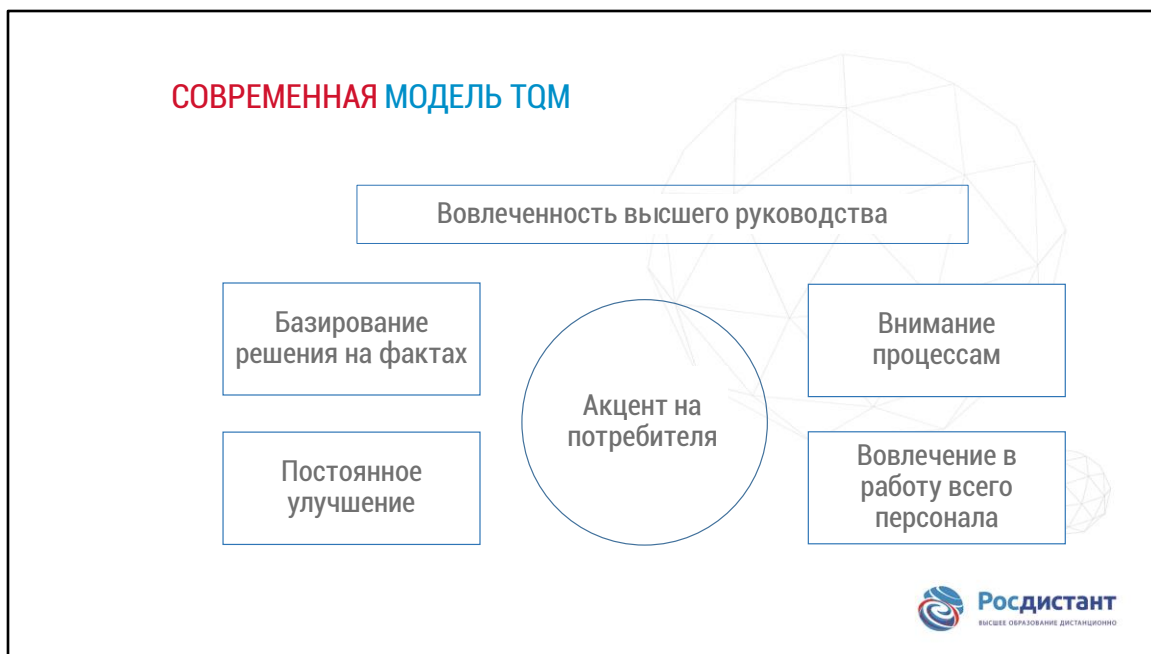 СОВРЕМЕННАЯ МОДЕЛЬ TQM
Вовлеченность высшего руководства
Базирование
решения на фактах
Внимание
процессам
Акцент на
потребителя
Постоянное
улучшение
Вовлечение в
работу всего
персонала
Росдистант
ВЫСШЕЕ ОБРАЗОВАНИЕ ДИСТАНЦИОННО